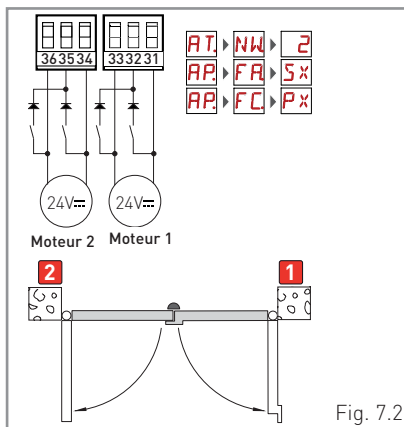 36 35 34 33 32 31
AT. NW. 2
AP. FA. SX
AP. FC. PX
24V 24V
Moteur 2 Moteur 1
2 1
Fig. 7.2